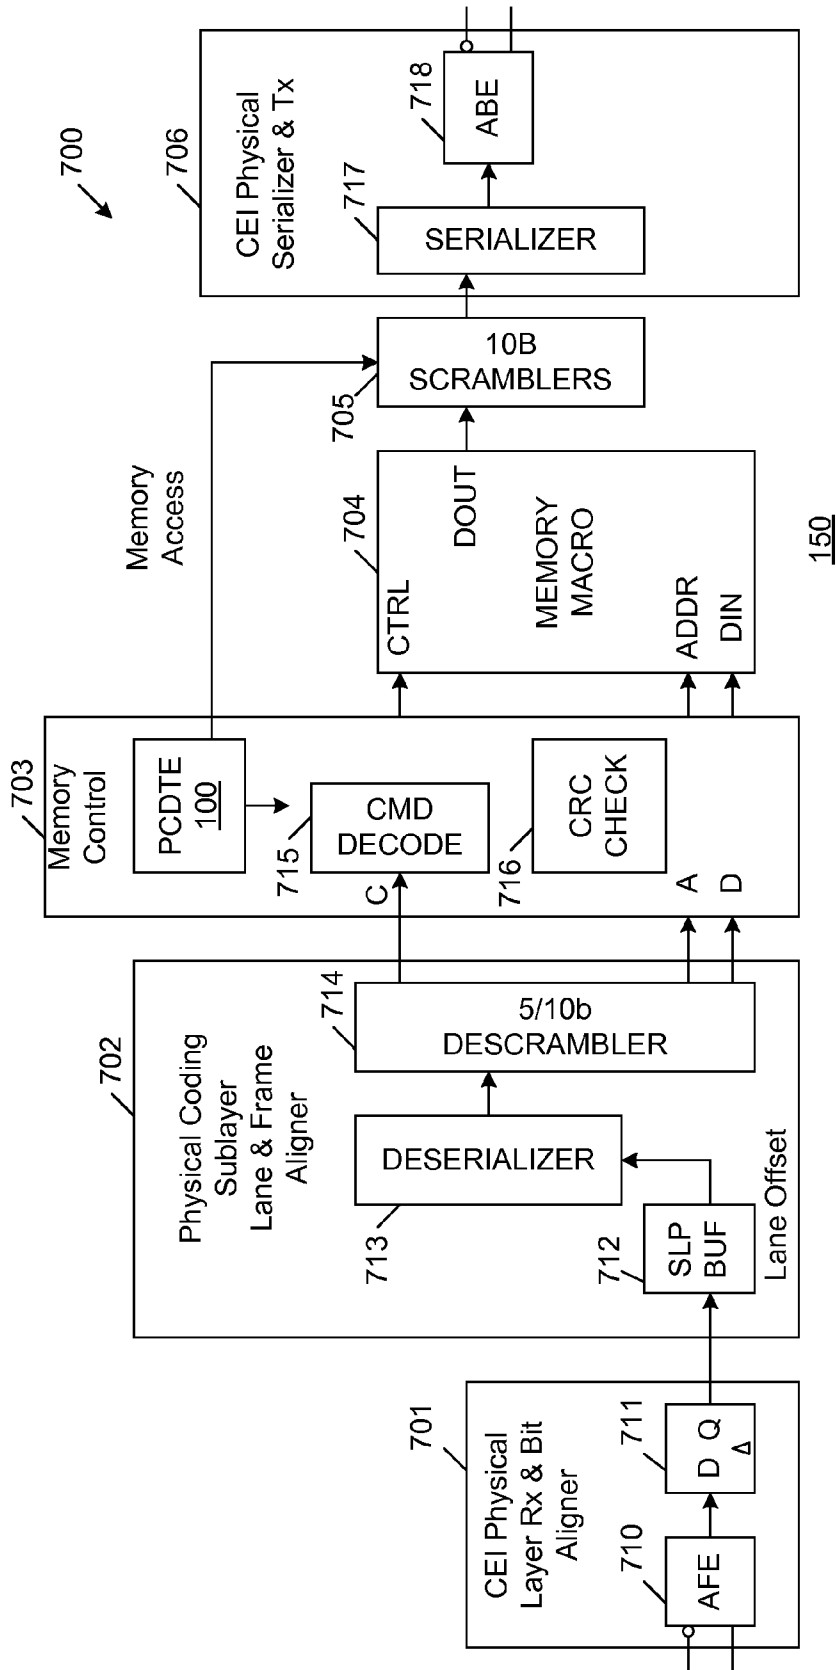 700
701
CEI Physical
Layer Rx & Bit
Aligner
710
AFE
711
D Q
Δ
702
Physical Coding
Sublayer
Lane & Frame
Aligner
712
SLP
BUF
Lane Offset
713
DESERIALIZER
714
5/10b
DESCRAMBLER
703
Memory
Control
PCDTE
100
715
C
CMD
DECODE
716
CRC
CHECK
A
D
Memory
Access
704
CTRL
DOUT
MEMORY
MACRO
ADDR
DIN
705
10B
SCRAMBLERS
706
CEI Physical
Serializer & Tx
717
SERIALIZER
718
ABE
150